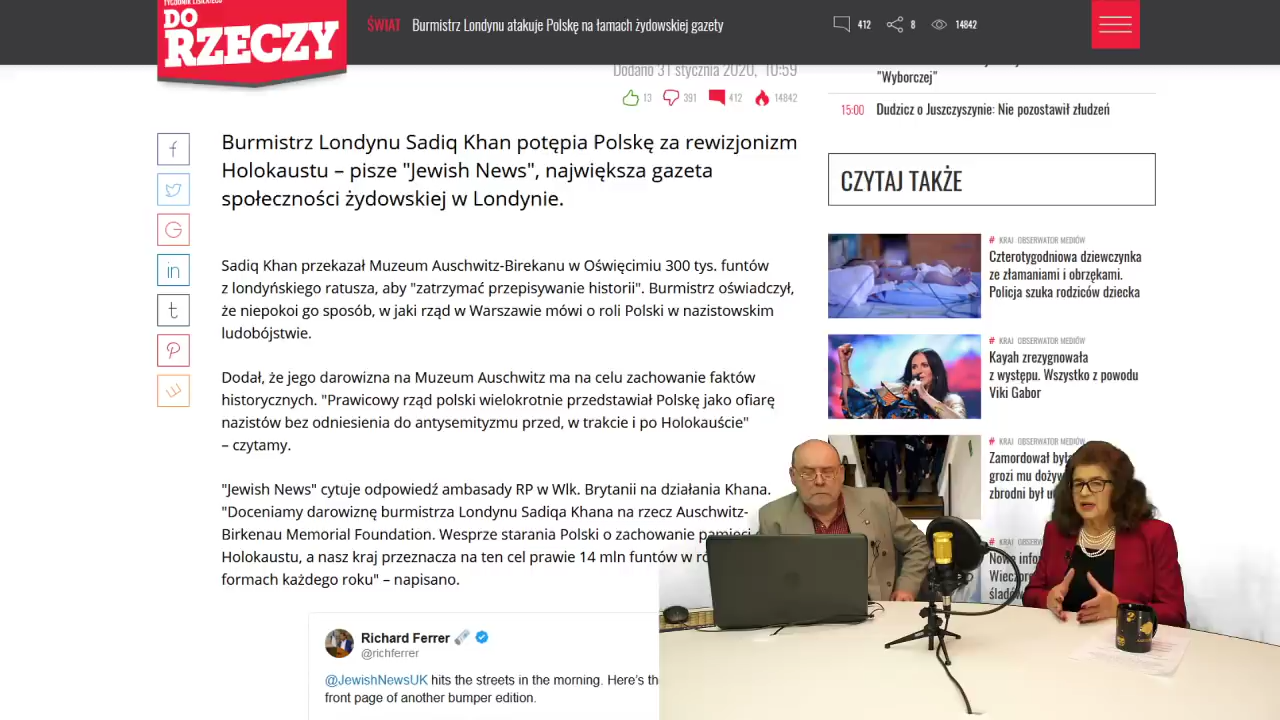 TYGODNIK LISICKIEGO
DO
RZECZY
ŚWIAT Burmistrz Londynu atakuje Polskę na łamach żydowskiej gazety
412 8 14842
Dodano 31 stycznia 2020, 10:59
13 391 412 14842
Burmistrz Londynu Sadiq Khan potępia Polskę za rewizjonizm
Holokaustu – pisze "Jewish News", największa gazeta
społeczności żydowskiej w Londynie.
Sadiq Khan przekazał Muzeum Auschwitz-Birekanu w Oświęcimiu 300 tys. funtów
z londyńskiego ratusza, aby "zatrzymać przepisywanie historii". Burmistrz oświadczył,
że niepokoi go sposób, w jaki rząd w Warszawie mówi o roli Polski w nazistowskim
ludobójstwie.
Dodał, że jego darowizna na Muzeum Auschwitz ma na celu zachowanie faktów
historycznych. "Prawicowy rząd polski wielokrotnie przedstawiał Polskę jako ofiarę
nazistów bez odniesienia do antysemityzmu przed, w trakcie i po Holokauście"
– czytamy.
"Jewish News" cytuje odpowiedź ambasady RP w Wlk. Brytanii na działania Khana.
"Doceniamy darowiznę burmistrza Londynu Sadiqa Khana na rzecz Auschwitz-
Birkenau Memorial Foundation. Wesprze starania Polski o zachowanie pamięci o
Holokaustu, a nasz kraj przeznacza na ten cel prawie 14 mln funtów w
formach każdego roku" – napisano.
Richard Ferrer
@richferrer
@JewishNewsUK hits the streets in the morning. Here's
front page of another bumper edition.
"Wyborczej"
15:00 Dudzicz o Juszczyszynie: Nie pozostawił złudzeń
CZYTAJ TAKŻE
# KRAJ OBSERWATOR MEDIÓW
Czterotygodniowa dziewczynka
ze złamaniami i obrzękami.
Policja szuka rodziców dziecka
# KRAJ OBSERWATOR MEDIÓW
Kayah zrezygnowała
z występu. Wszystko z powodu
Viki Gabor
# KRAJ OBSERWATOR MEDIÓW
Zamordował
grozi mu
zbrodni był
# KRAJ